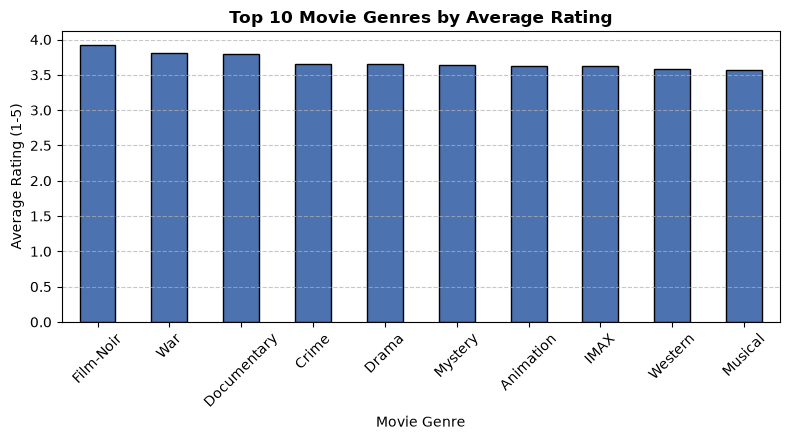 Top 10 Movie Genres by Average Rating
Average Rating (1-5)
4.0
3.5
3.0
2.5
2.0
1.5
1.0
0.5
0.0
Film-Noir
War
Documentary
Crime
Drama
Mystery
Animation
IMAX
Western
Musical
Movie Genre